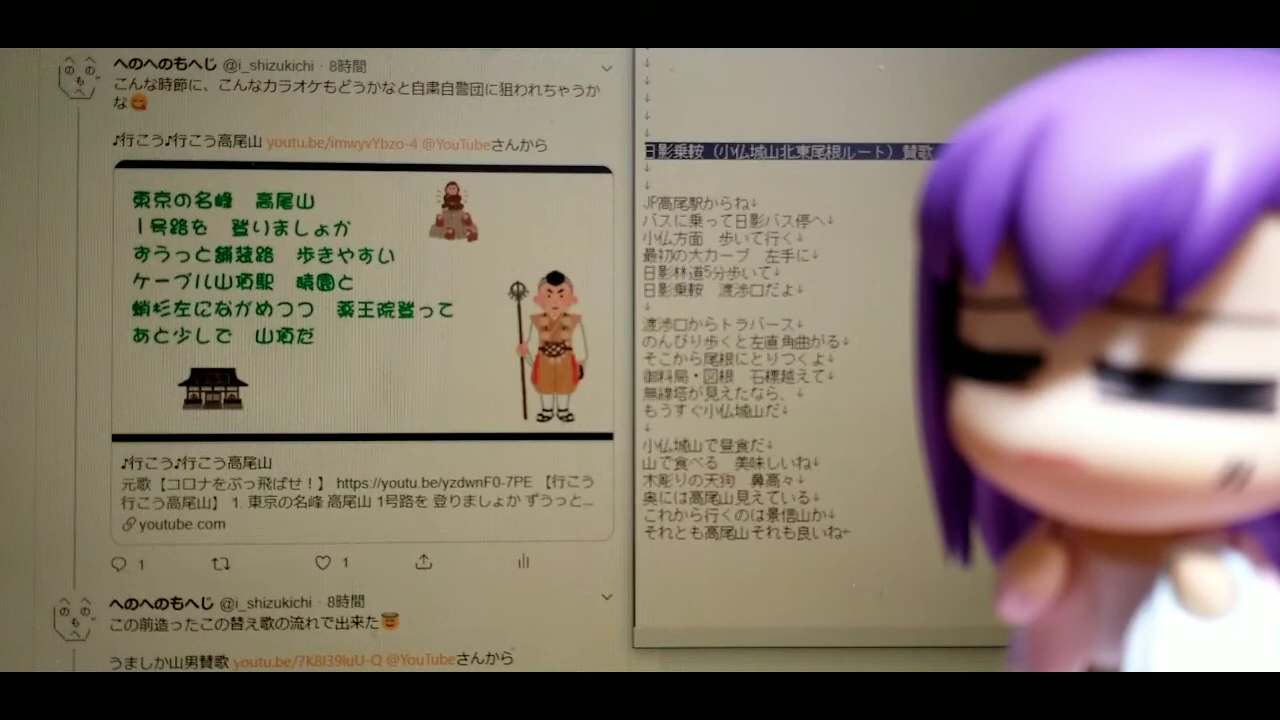 へのへのもへじ @i_shizukichi · 8時間
こんな時節に、こんなカラオケもどうかなと自粛自警団に狙われちゃうか
な
♪行こう♪行こう高尾山 youtu.be/imwyvYbzo-4 @YouTubeさんから
東京の名峰 高尾山
1号路を 登りましょか
ずうっと舗装路 歩きやすい
ケーブル山頂駅 猿園と
蛸杉左にながめつつ 薬王院登って
あと少しで 山頂だ
♪行こう♪行こう高尾山
元歌【コロナをぶっ飛ばせ！】 https://youtu.be/yzdwnF0-7PE 【行こう
行こう高尾山】 1. 東京の名峰 高尾山 1号路を 登りましょか ずうっと...
youtube.com
1
1
へのへのもへじ @i_shizukichi · 8時間
この前造ったこの替え歌の流れで出来た
うましか山男賛歌 youtu.be/7K8I39luU-Q @YouTubeさんから
↓
↓
↓
↓
↓
日影乗鞍（小仏城山北東尾根ルート）賛歌
↓
↓
JR高尾駅からね↓
バスに乗って日影バス停へ↓
小仏方面 歩いて行く↓
最初の大カーブ 左手に↓
日影林道5分歩いて↓
日影乗鞍 渡渉口だよ↓
↓
渡渉口からトラバース↓
のんびり歩くと左直角曲がる↓
そこから尾根にとりつくよ↓
御料局・図根 石標越えて↓
無線塔が見えたなら、↓
もうすぐ小仏城山だ↓
↓
小仏城山で昼食だ↓
山で食べる 美味しいね↓
木彫りの天狗 鼻高々↓
奥には高尾山見えている↓
これから行くのは景信山か↓
それとも高尾山それも良いね←